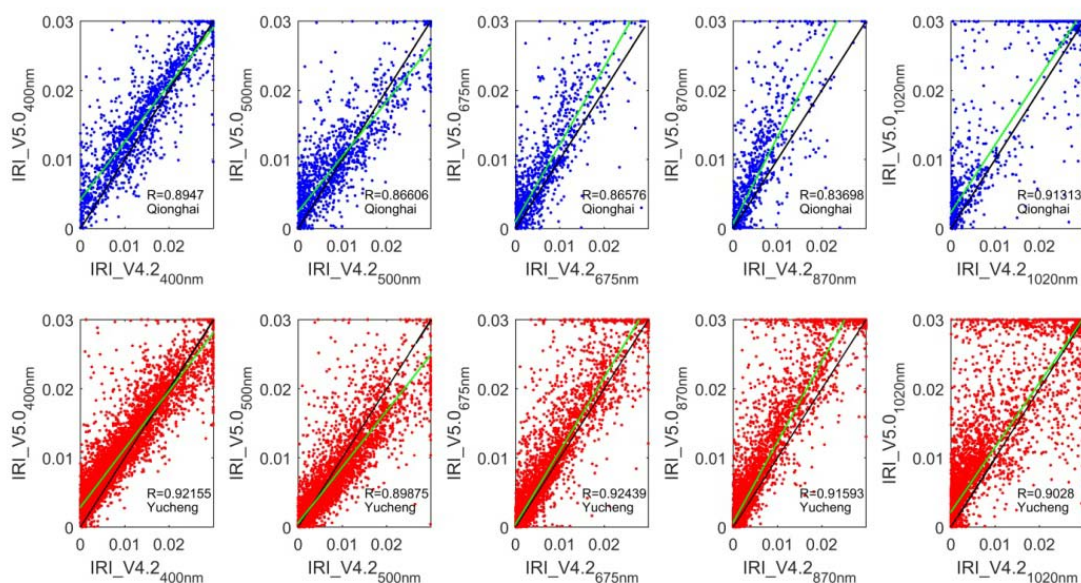 IRI_V5.0400nm
0.03
0.02
0.01
0
R=0.8947
Qionghai
0 0.01 0.02
IRI_V4.2400nm
IRI_V5.0500nm
0.03
0.02
0.01
0
R=0.86606
Qionghai
0 0.01 0.02
IRI_V4.2500nm
IRI_V5.0675nm
0.03
0.02
0.01
0
R=0.86576
Qionghai
0 0.01 0.02
IRI_V4.2675nm
IRI_V5.0870nm
0.03
0.02
0.01
0
R=0.83698
Qionghai
0 0.01 0.02
IRI_V4.2870nm
IRI_V5.01020nm
0.03
0.02
0.01
0
R=0.91313
Qionghai
0 0.01 0.02
IRI_V4.21020nm
IRI_V5.0400nm
0.03
0.02
0.01
0
R=0.92155
Yucheng
0 0.01 0.02
IRI_V4.2400nm
IRI_V5.0500nm
0.03
0.02
0.01
0
R=0.89875
Yucheng
0 0.01 0.02
IRI_V4.2500nm
IRI_V5.0675nm
0.03
0.02
0.01
0
R=0.92439
Yucheng
0 0.01 0.02
IRI_V4.2675nm
IRI_V5.0870nm
0.03
0.02
0.01
0
R=0.91593
Yucheng
0 0.01 0.02
IRI_V4.2870nm
IRI_V5.01020nm
0.03
0.02
0.01
0
R=0.9028
Yucheng
0 0.01 0.02
IRI_V4.21020nm